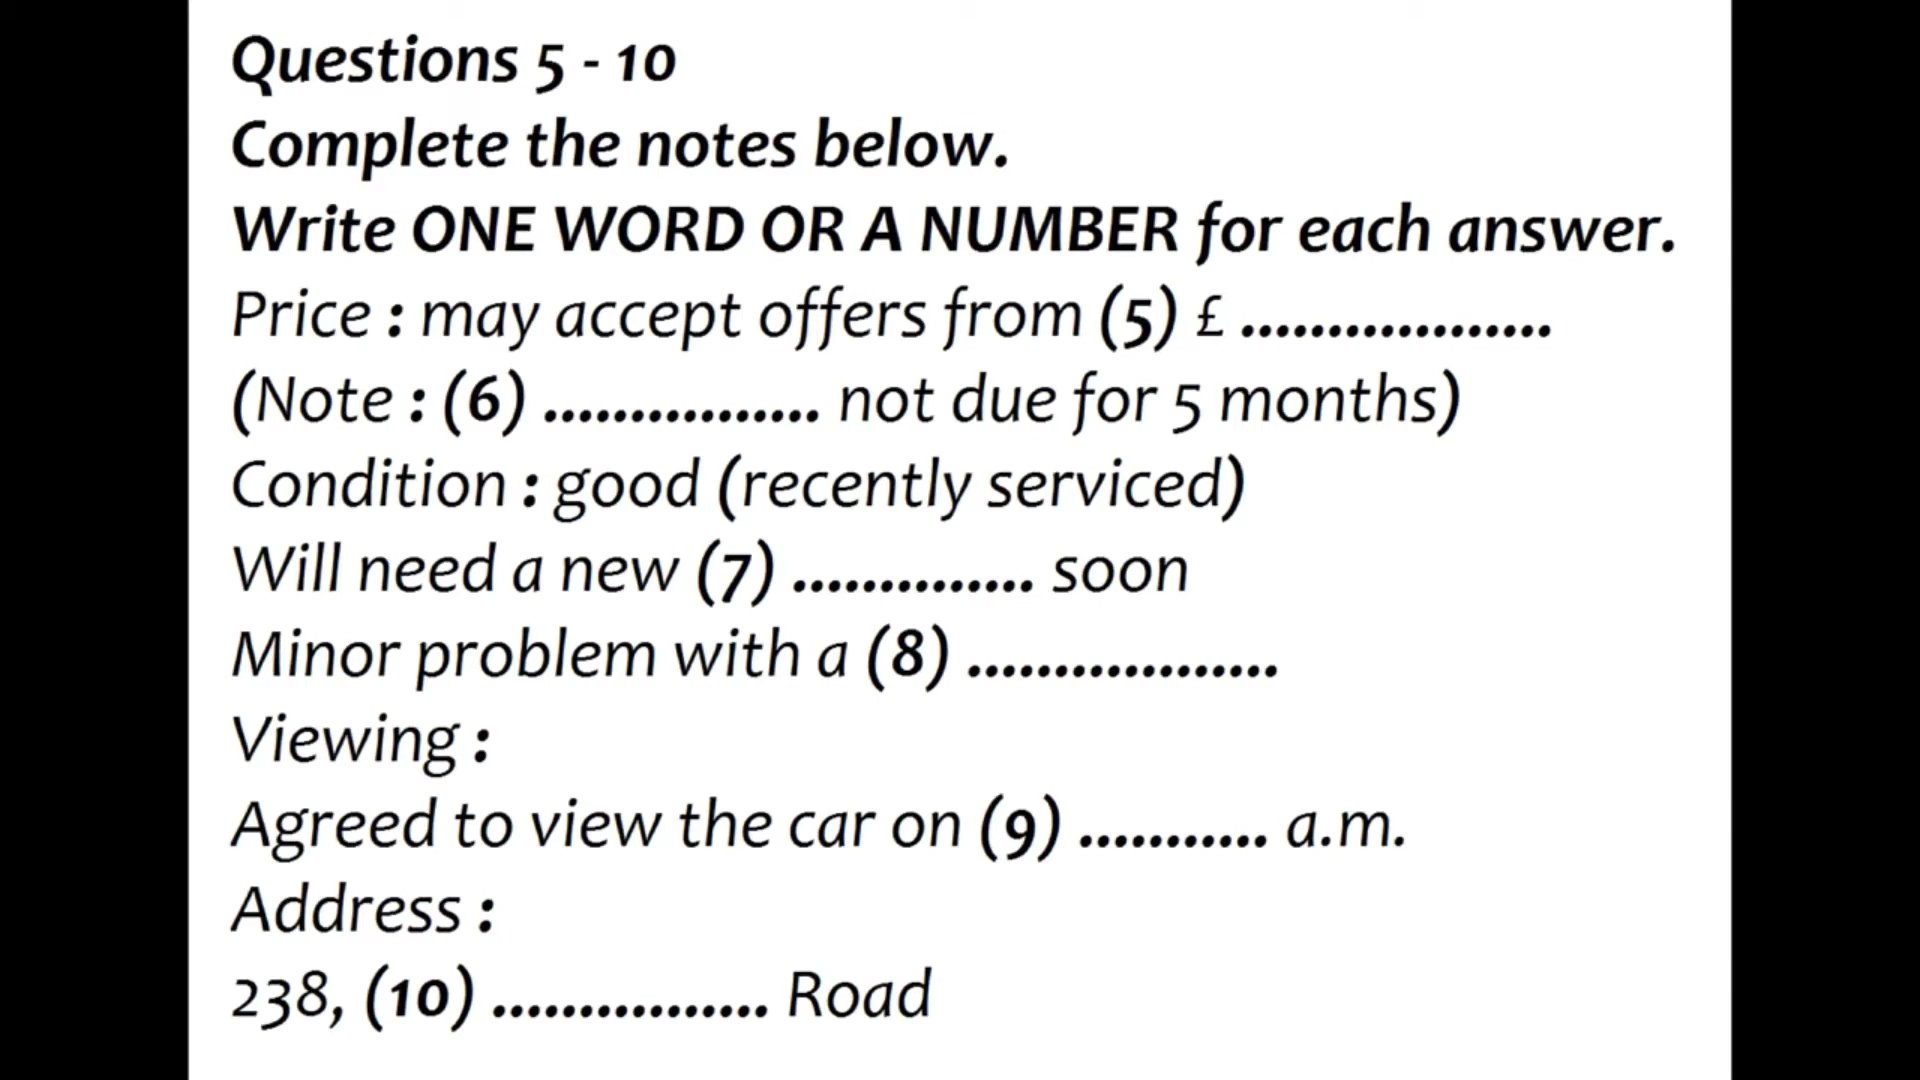 Questions 5 - 10
Complete the notes below.
Write ONE WORD OR A NUMBER for each answer.
Price : may accept offers from (5) £ ..................
(Note : (6) ................ not due for 5 months)
Condition : good (recently serviced)
Will need a new (7) .............. soon
Minor problem with a (8) ..................
Viewing :
Agreed to view the car on (9) ........... a.m.
Address :
238, (10) ................ Road